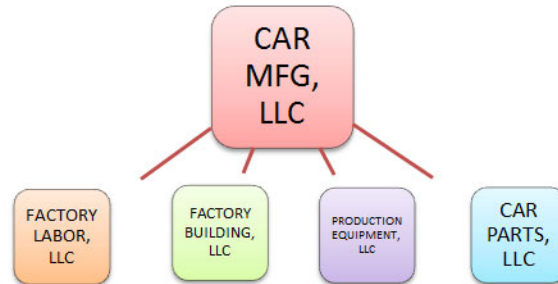 CAR
MFG,
LLC
FACTORY
LABOR,
LLC
FACTORY
BUILDING,
LLC
PRODUCTION
EQUIPMENT,
LLC
CAR
PARTS,
LLC